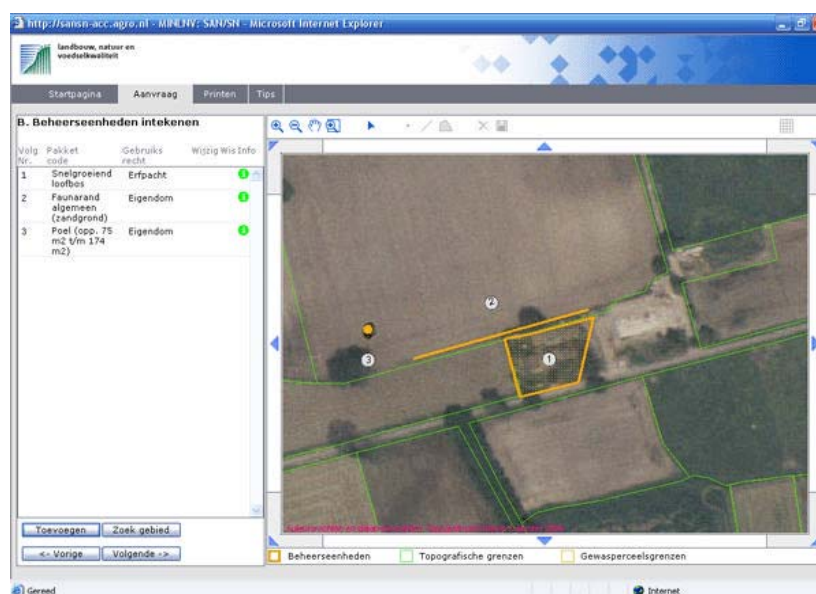 http://sansn-acc.agro.nl - MINLNV: SAN/SN - Microsoft Internet Explorer
landbouw, natuur en
voedselkwaliteit
Startpagina Aanvraag Printen Tips
B. Beheerseenheden intekenen
Volg Nr. Pakket code Gebruiks recht Wijzig Wis Info
1 Snelgroeiend loofbos Erfpacht
2 Faunarand algemeen (zandgrond) Eigendom
3 Poel (opp. 75 m2 t/m 174 m2) Eigendom
2
3
1
Toevoegen Zoek gebied
<- Vorige Volgende ->
Beheerseenheden Topografische grenzen Gewasperceelsgrenzen
Gereed Internet